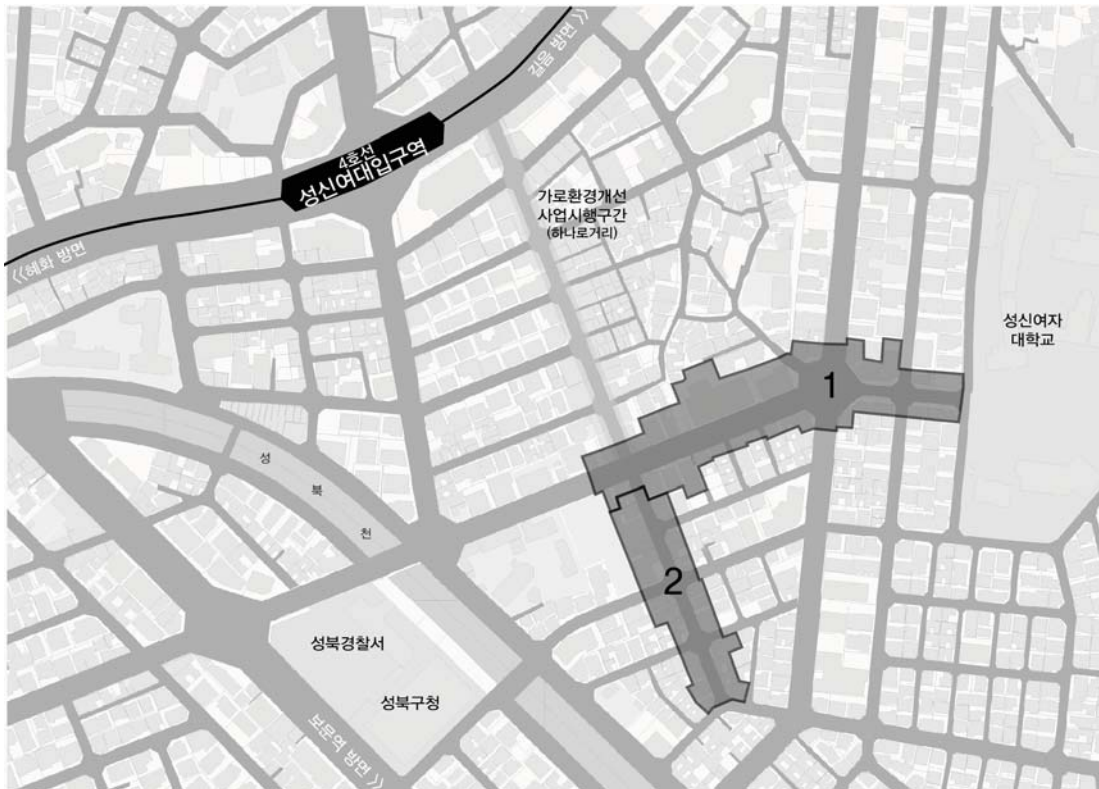 길음 방면 >>
4호선
성신여대입구역
<<혜화 방면
가로환경개선
사업시행구간
(하나로거리)
성신여자
대학교
1
성
북
천
2
성북경찰서
성북구청
보문역 방면 >>